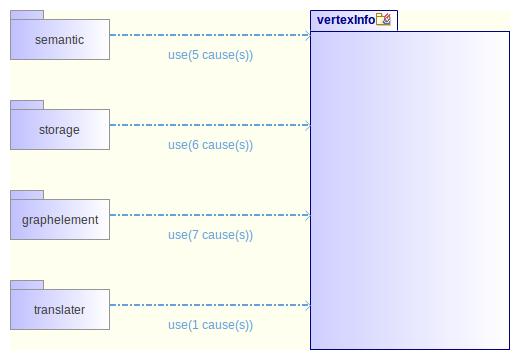 vertexInfo
semantic
use(5 cause(s))
storage
use(6 cause(s))
graphelement
use(7 cause(s))
translater
use(1 cause(s))